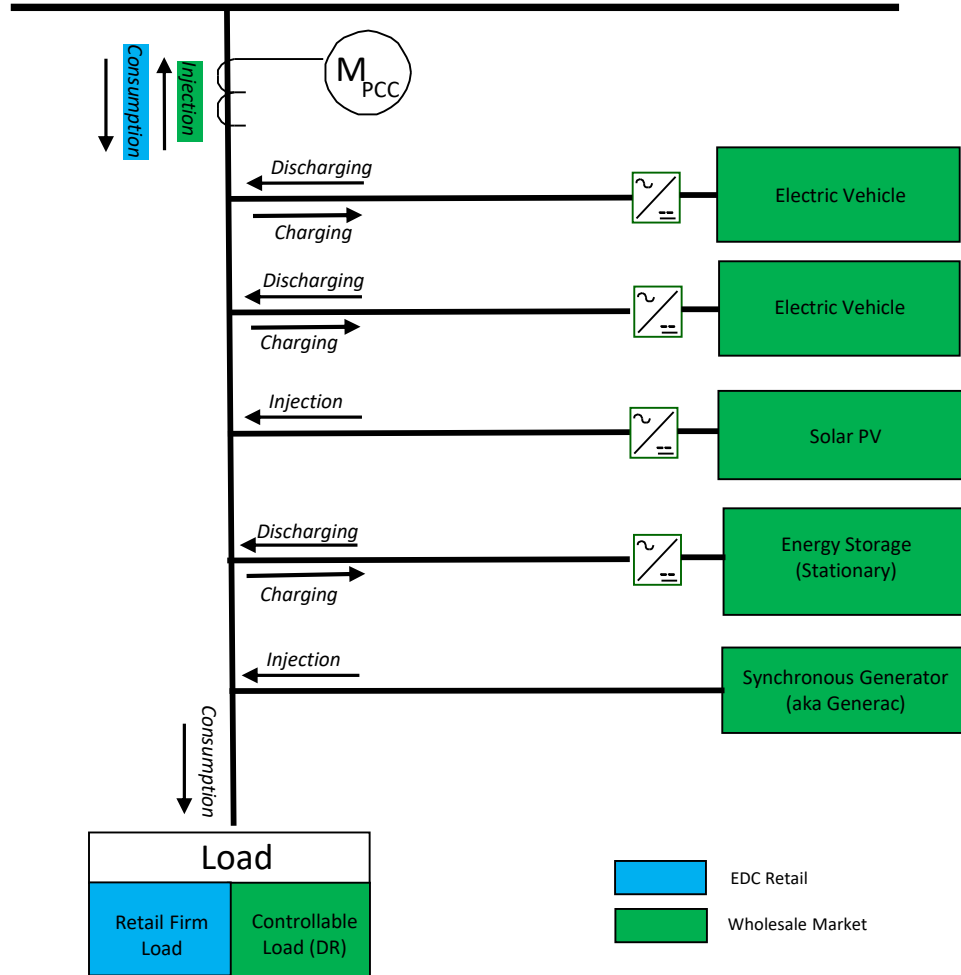 Consumption
Injection
M
PCC
Discharging
Charging
Electric Vehicle
Discharging
Charging
Electric Vehicle
Injection
Solar PV
Discharging
Charging
Energy Storage
(Stationary)
Injection
Synchronous Generator
(aka Generac)
Consumption
Load
Retail Firm
Load
Controllable
Load (DR)
EDC Retail
Wholesale Market